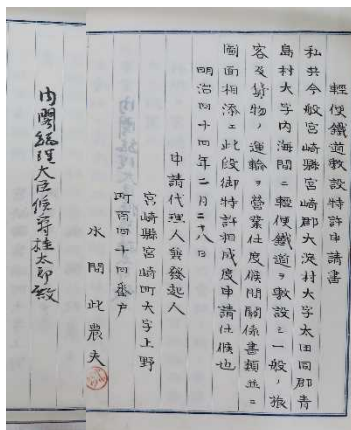 輕便鐵道敷設特許申請書
私共今般宮崎縣宮崎郡大淀村大字太田同郡青
島村大字内海間ニ輕便鐵道ヲ敷設シ一般ノ旅
客及貨物ノ運輸ヲ營業仕度候間関係書類並ニ
圖面相添ヱ此段御特許相成度申請仕候也
明治四十四年二月二十八日
申請代理人兼發起人
宮崎縣宮崎町大字上野
町百四十四番戸
水間此農夫
内閣総理大臣侯爵桂太郎殿